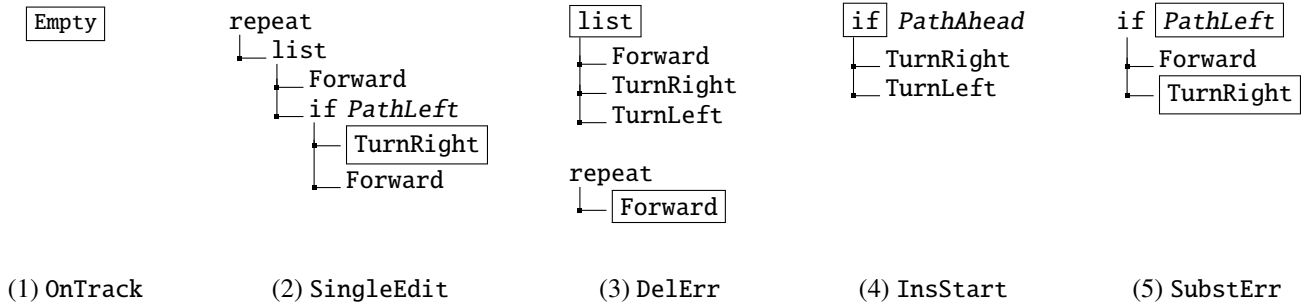 Empty
repeat
list
Forward
if PathLeft
TurnRight
Forward
list
Forward
TurnRight
TurnLeft
repeat
Forward
if PathAhead
TurnRight
TurnLeft
if PathLeft
Forward
TurnRight
(1) OnTrack
(2) SingleEdit
(3) DelErr
(4) InsStart
(5) SubstErr